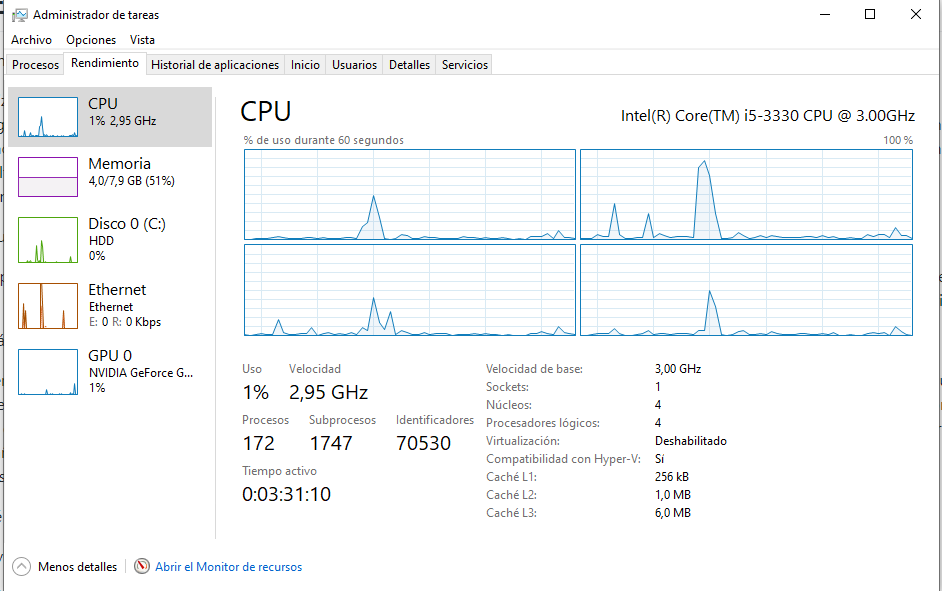 Administrador de tareas
Archivo Opciones Vista
Procesos Rendimiento Historial de aplicaciones Inicio Usuarios Detalles Servicios
CPU
1% 2,95 GHz
Memoria
4,0/7,9 GB (51%)
Disco 0 (C:)
HDD
0%
Ethernet
Ethernet
E: 0 R: 0 Kbps
GPU 0
NVIDIA GeForce G...
1%
CPU Intel(R) Core(TM) i5-3330 CPU @ 3.00GHz
% de uso durante 60 segundos 100 %
Uso Velocidad
1% 2,95 GHz
Procesos Subprocesos Identificadores
172 1747 70530
Tiempo activo
0:03:31:10
Velocidad de base: 3,00 GHz
Sockets: 1
Núcleos: 4
Procesadores lógicos: 4
Virtualización: Deshabilitado
Compatibilidad con Hyper-V: Sí
Caché L1: 256 kB
Caché L2: 1,0 MB
Caché L3: 6,0 MB
Menos detalles Abrir el Monitor de recursos